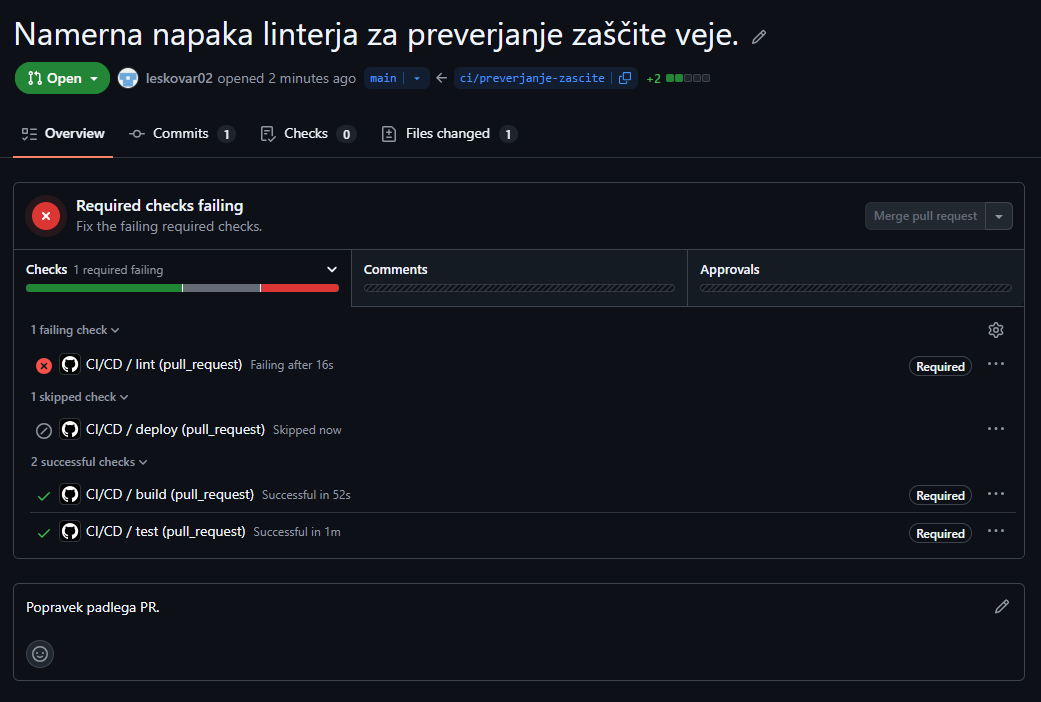 Namerna napaka linterja za preverjanje zaščite veje.
Open leskovar02 opened 2 minutes ago main ci/preverjanje-zascite +2
Overview Commits 1 Checks 0 Files changed 1
Required checks failing
Fix the failing required checks.
Merge pull request
Checks 1 required failing
Comments
Approvals
1 failing check
CI/CD / lint (pull_request) Failing after 16s Required
1 skipped check
CI/CD / deploy (pull_request) Skipped now
2 successful checks
CI/CD / build (pull_request) Successful in 52s Required
CI/CD / test (pull_request) Successful in 1m Required
Popravek padlega PR.